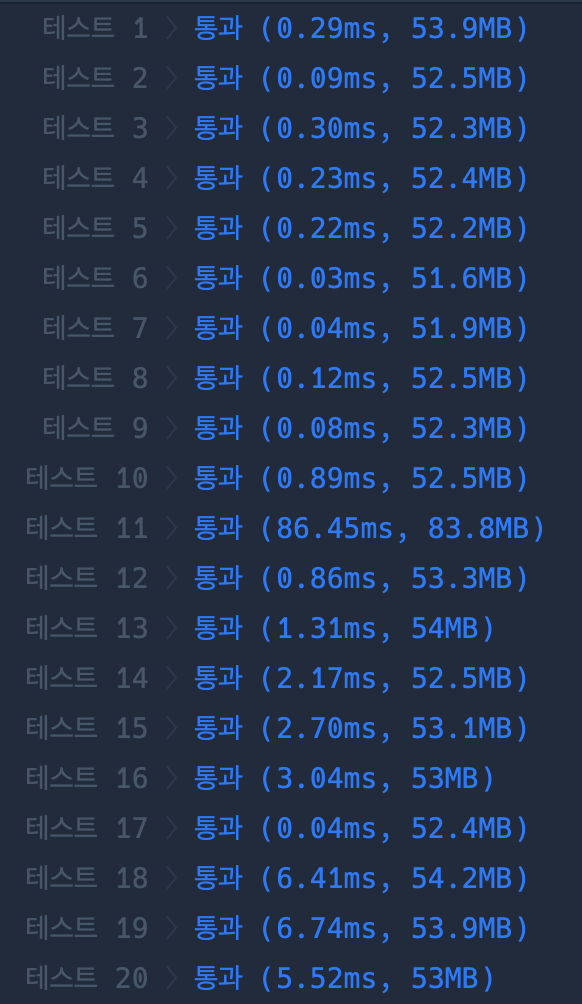 테스트 1 〉 통과 (0.29ms, 53.9MB)
테스트 2 〉 통과 (0.09ms, 52.5MB)
테스트 3 〉 통과 (0.30ms, 52.3MB)
테스트 4 〉 통과 (0.23ms, 52.4MB)
테스트 5 〉 통과 (0.22ms, 52.2MB)
테스트 6 〉 통과 (0.03ms, 51.6MB)
테스트 7 〉 통과 (0.04ms, 51.9MB)
테스트 8 〉 통과 (0.12ms, 52.5MB)
테스트 9 〉 통과 (0.08ms, 52.3MB)
테스트 10 〉 통과 (0.89ms, 52.5MB)
테스트 11 〉 통과 (86.45ms, 83.8MB)
테스트 12 〉 통과 (0.86ms, 53.3MB)
테스트 13 〉 통과 (1.31ms, 54MB)
테스트 14 〉 통과 (2.17ms, 52.5MB)
테스트 15 〉 통과 (2.70ms, 53.1MB)
테스트 16 〉 통과 (3.04ms, 53MB)
테스트 17 〉 통과 (0.04ms, 52.4MB)
테스트 18 〉 통과 (6.41ms, 54.2MB)
테스트 19 〉 통과 (6.74ms, 53.9MB)
테스트 20 〉 통과 (5.52ms, 53MB)